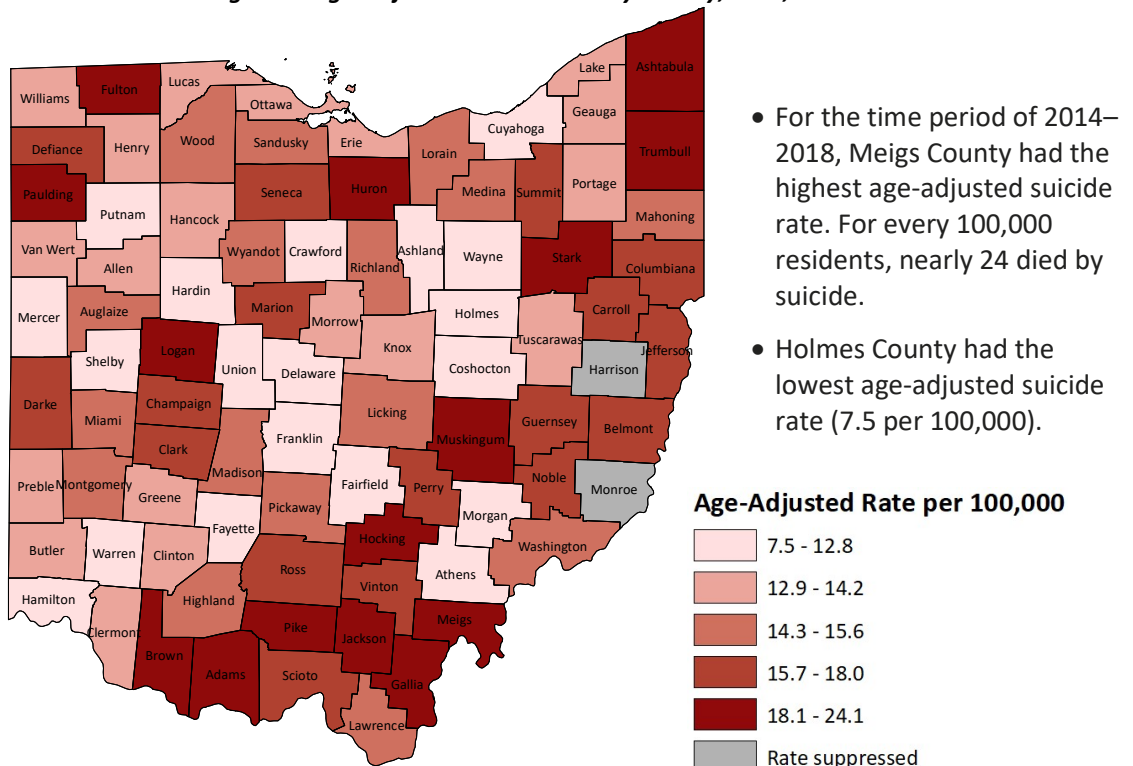 Lake
Ashtabula
Williams
Fulton
Lucas
Ottawa
Geauga
Cuyahoga
Defiance
Henry
Wood
Sandusky
Erie
Lorain
Trumbull
Paulding
Seneca
Huron
Medina
Summit
Portage
Putnam
Hancock
Mahoning
Van Wert
Allen
Wyandot
Crawford
Richland
Ashland
Wayne
Stark
Columbiana
Hardin
Mercer
Auglaize
Marion
Morrow
Holmes
Carroll
Tuscarawas
Jefferson
Logan
Knox
Shelby
Union
Delaware
Coshocton
Harrison
Darke
Champaign
Miami
Licking
Muskingum
Guernsey
Belmont
Franklin
Clark
Madison
Preble
Montgomery
Greene
Fairfield
Perry
Noble
Monroe
Pickaway
Fayette
Morgan
Hocking
Washington
Butler
Warren
Clinton
Ross
Athens
Vinton
Hamilton
Highland
Clermont
Pike
Jackson
Meigs
Brown
Adams
Scioto
Gallia
Lawrence
• For the time period of 2014–
2018, Meigs County had the
highest age-adjusted suicide
rate. For every 100,000
residents, nearly 24 died by
suicide.
• Holmes County had the
lowest age-adjusted suicide
rate (7.5 per 100,000).
Age-Adjusted Rate per 100,000
7.5 - 12.8
12.9 - 14.2
14.3 - 15.6
15.7 - 18.0
18.1 - 24.1
Rate suppressed